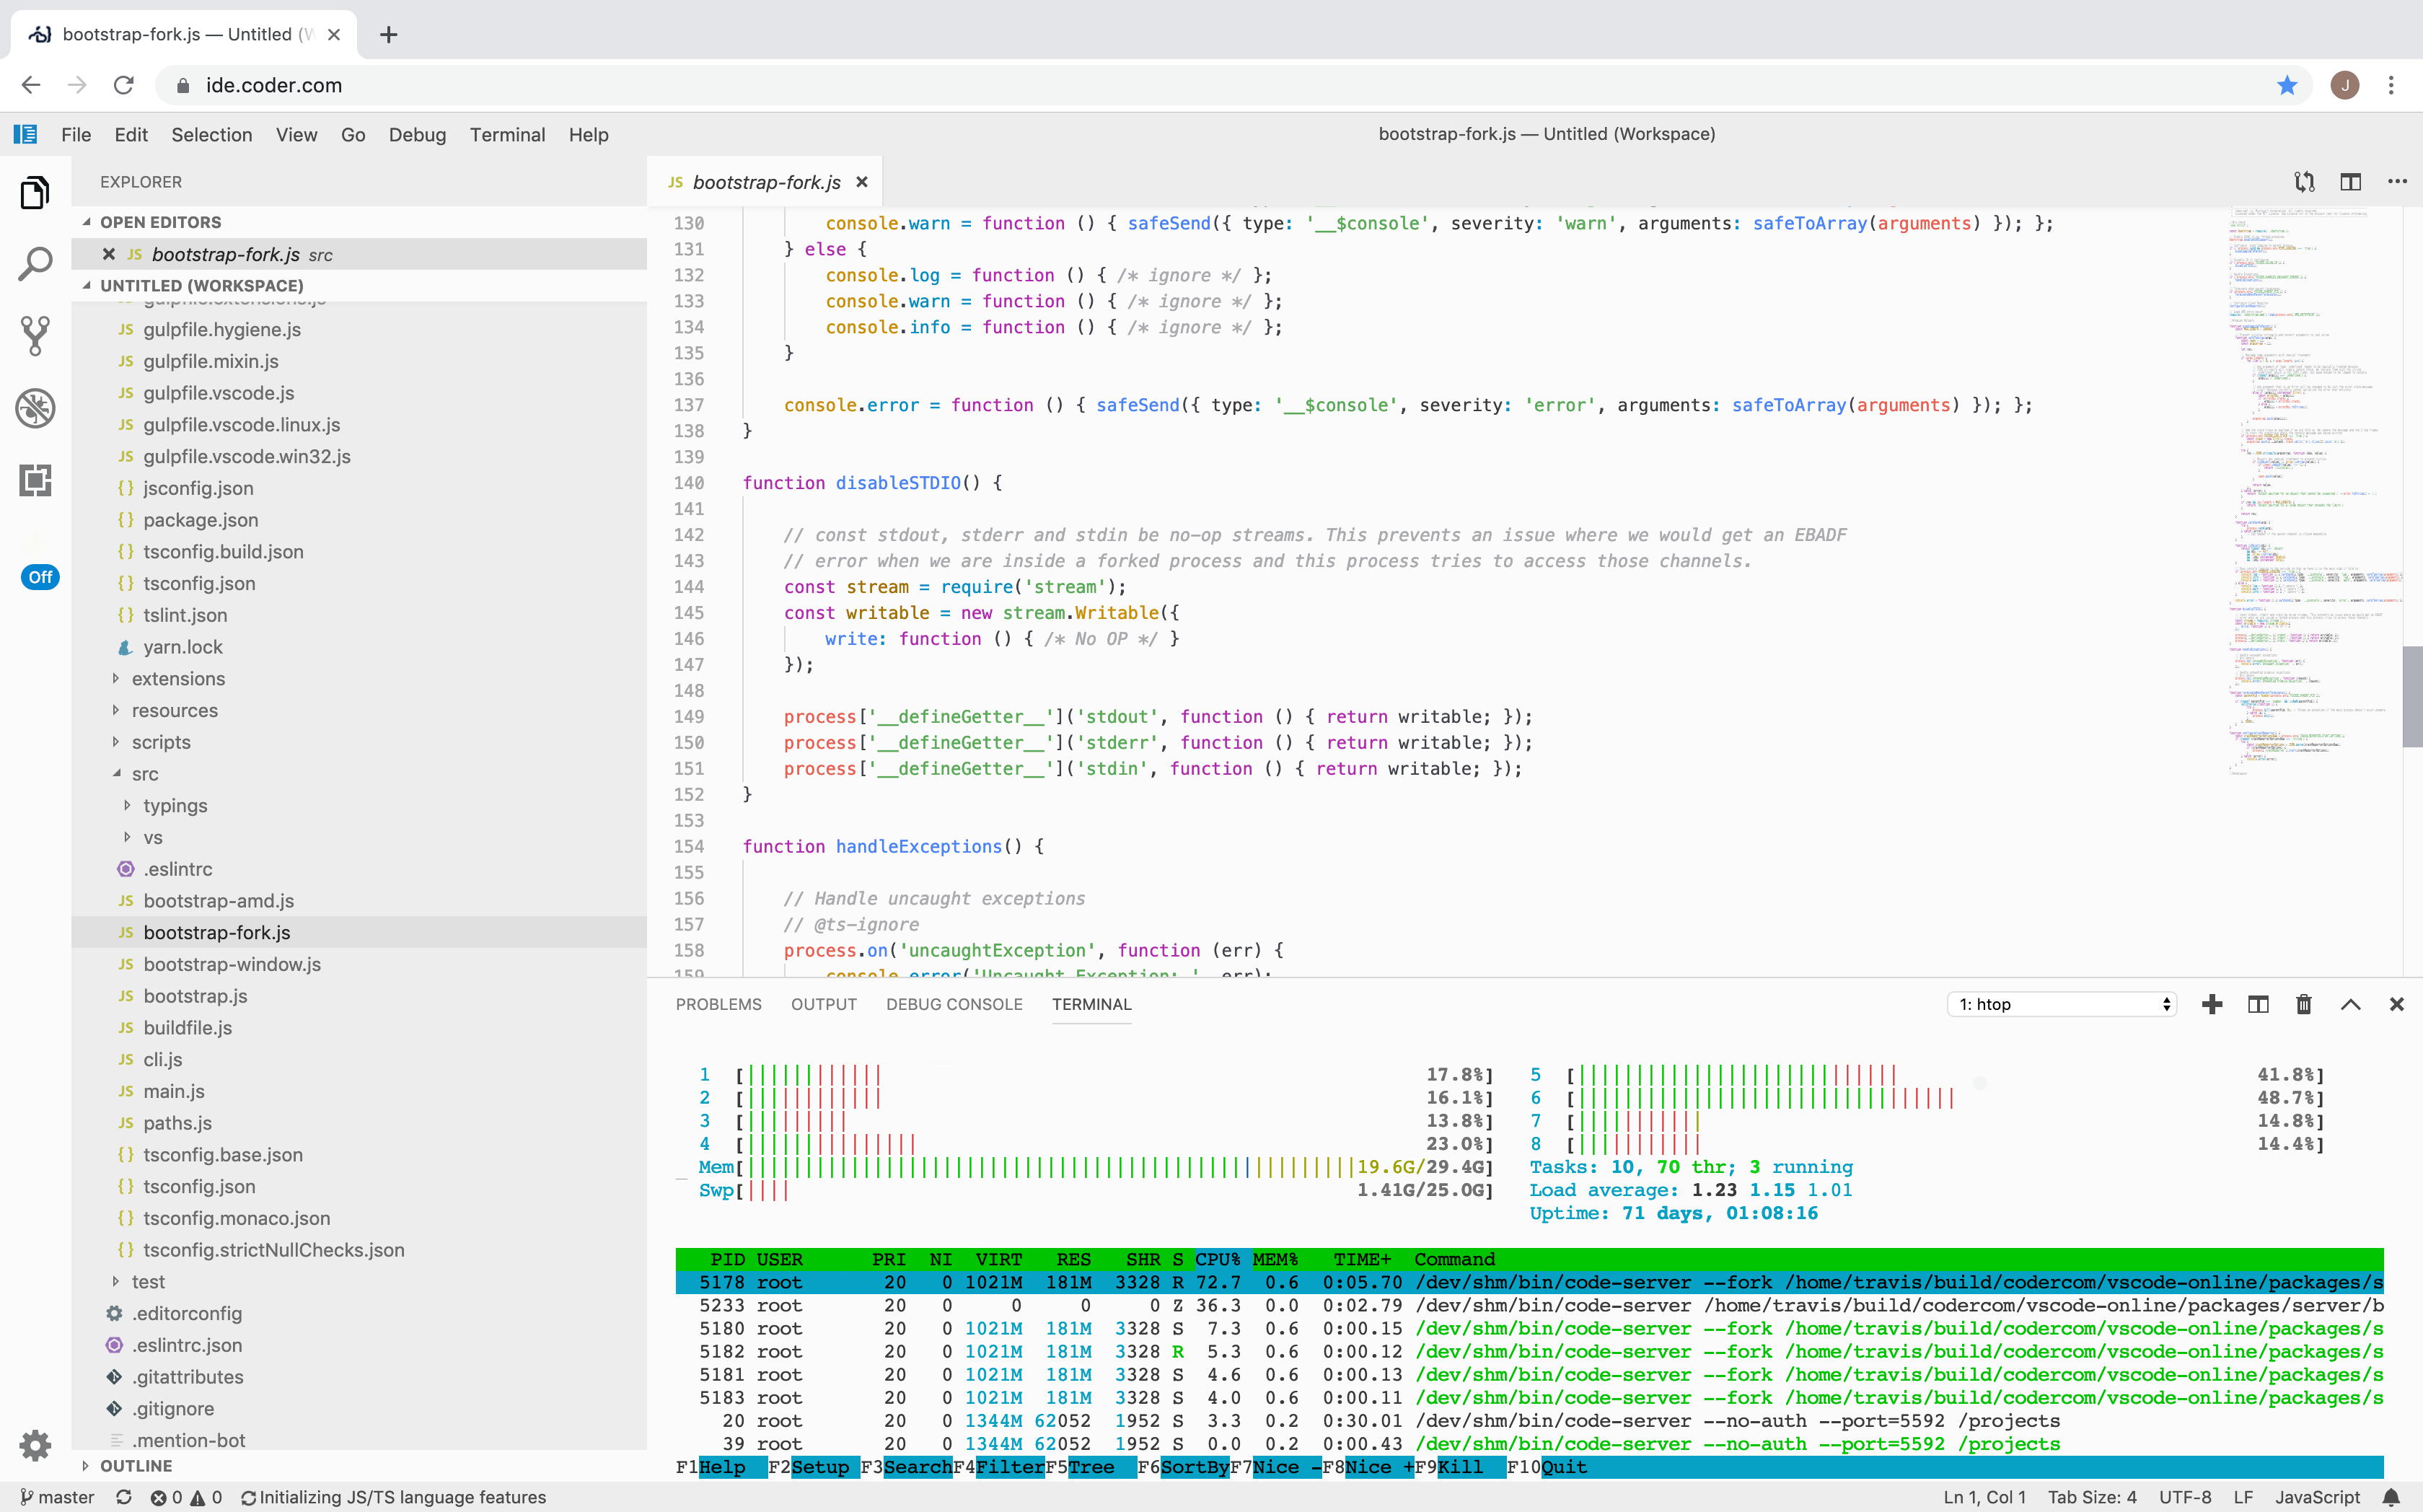 bootstrap-fork.js — Untitled (W
ide.coder.com
J
File Edit Selection View Go Debug Terminal Help
bootstrap-fork.js — Untitled (Workspace)
EXPLORER
OPEN EDITORS
JS bootstrap-fork.js src
UNTITLED (WORKSPACE)
gulpfile.extensions.js
JS gulpfile.hygiene.js
JS gulpfile.mixin.js
JS gulpfile.vscode.js
JS gulpfile.vscode.linux.js
JS gulpfile.vscode.win32.js
{} jsconfig.json
{} package.json
{} tsconfig.build.json
{} tsconfig.json
{} tslint.json
yarn.lock
extensions
resources
scripts
src
typings
vs
.eslintrc
JS bootstrap-amd.js
JS bootstrap-fork.js
JS bootstrap-window.js
JS bootstrap.js
JS buildfile.js
JS cli.js
JS main.js
JS paths.js
{} tsconfig.base.json
{} tsconfig.json
{} tsconfig.monaco.json
{} tsconfig.strictNullChecks.json
test
.editorconfig
.eslintrc.json
.gitattributes
.gitignore
.mention-bot
OUTLINE
Off
JS bootstrap-fork.js
130 console.warn = function () { safeSend({ type: '__$console', severity: 'warn', arguments: safeToArray(arguments) }); };
131 } else {
132 console.log = function () { /* ignore */ };
133 console.warn = function () { /* ignore */ };
134 console.info = function () { /* ignore */ };
135 }
136
137 console.error = function () { safeSend({ type: '__$console', severity: 'error', arguments: safeToArray(arguments) }); };
138 }
139
140 function disableSTDIO() {
141
142 // const stdout, stderr and stdin be no-op streams. This prevents an issue where we would get an EBADF
143 // error when we are inside a forked process and this process tries to access those channels.
144 const stream = require('stream');
145 const writable = new stream.Writable({
146 write: function () { /* No OP */ }
147 });
148
149 process['__defineGetter__']('stdout', function () { return writable; });
150 process['__defineGetter__']('stderr', function () { return writable; });
151 process['__defineGetter__']('stdin', function () { return writable; });
152 }
153
154 function handleExceptions() {
155
156 // Handle uncaught exceptions
157 // @ts-ignore
158 process.on('uncaughtException', function (err) {
159 console.error('Uncaught Exception: ', err);
PROBLEMS OUTPUT DEBUG CONSOLE TERMINAL
1: htop
1 [|||||||||||| 17.8%] 5 [|||||||||||||||||||||||||||| 41.8%]
2 [|||||||||||| 16.1%] 6 [||||||||||||||||||||||||||||||||| 48.7%]
3 [||||||||| 13.8%] 7 [||||||||||| 14.8%]
4 [||||||||||||||| 23.0%] 8 [||||||||||| 14.4%]
Mem[|||||||||||||||||||||||||||||||||||||||||||||||||||||19.6G/29.4G] Tasks: 10, 70 thr; 3 running
Swp[|||| 1.41G/25.0G] Load average: 1.23 1.15 1.01
Uptime: 71 days, 01:08:16
PID USER PRI NI VIRT RES SHR S CPU% MEM% TIME+ Command
5178 root 20 0 1021M 181M 3328 R 72.7 0.6 0:05.70 /dev/shm/bin/code-server --fork /home/travis/build/codercom/vscode-online/packages/s
5233 root 20 0 0 0 0 Z 36.3 0.0 0:02.79 /dev/shm/bin/code-server /home/travis/build/codercom/vscode-online/packages/server/b
5180 root 20 0 1021M 181M 3328 S 7.3 0.6 0:00.15 /dev/shm/bin/code-server --fork /home/travis/build/codercom/vscode-online/packages/s
5182 root 20 0 1021M 181M 3328 R 5.3 0.6 0:00.12 /dev/shm/bin/code-server --fork /home/travis/build/codercom/vscode-online/packages/s
5181 root 20 0 1021M 181M 3328 S 4.6 0.6 0:00.13 /dev/shm/bin/code-server --fork /home/travis/build/codercom/vscode-online/packages/s
5183 root 20 0 1021M 181M 3328 S 4.0 0.6 0:00.11 /dev/shm/bin/code-server --fork /home/travis/build/codercom/vscode-online/packages/s
20 root 20 0 1344M 62052 1952 S 3.3 0.2 0:30.01 /dev/shm/bin/code-server --no-auth --port=5592 /projects
39 root 20 0 1344M 62052 1952 S 0.0 0.2 0:00.43 /dev/shm/bin/code-server --no-auth --port=5592 /projects
F1Help F2Setup F3SearchF4FilterF5Tree F6SortByF7Nice -F8Nice +F9Kill F10Quit
master 0 0 Initializing JS/TS language features Ln 1, Col 1 Tab Size: 4 UTF-8 LF JavaScript